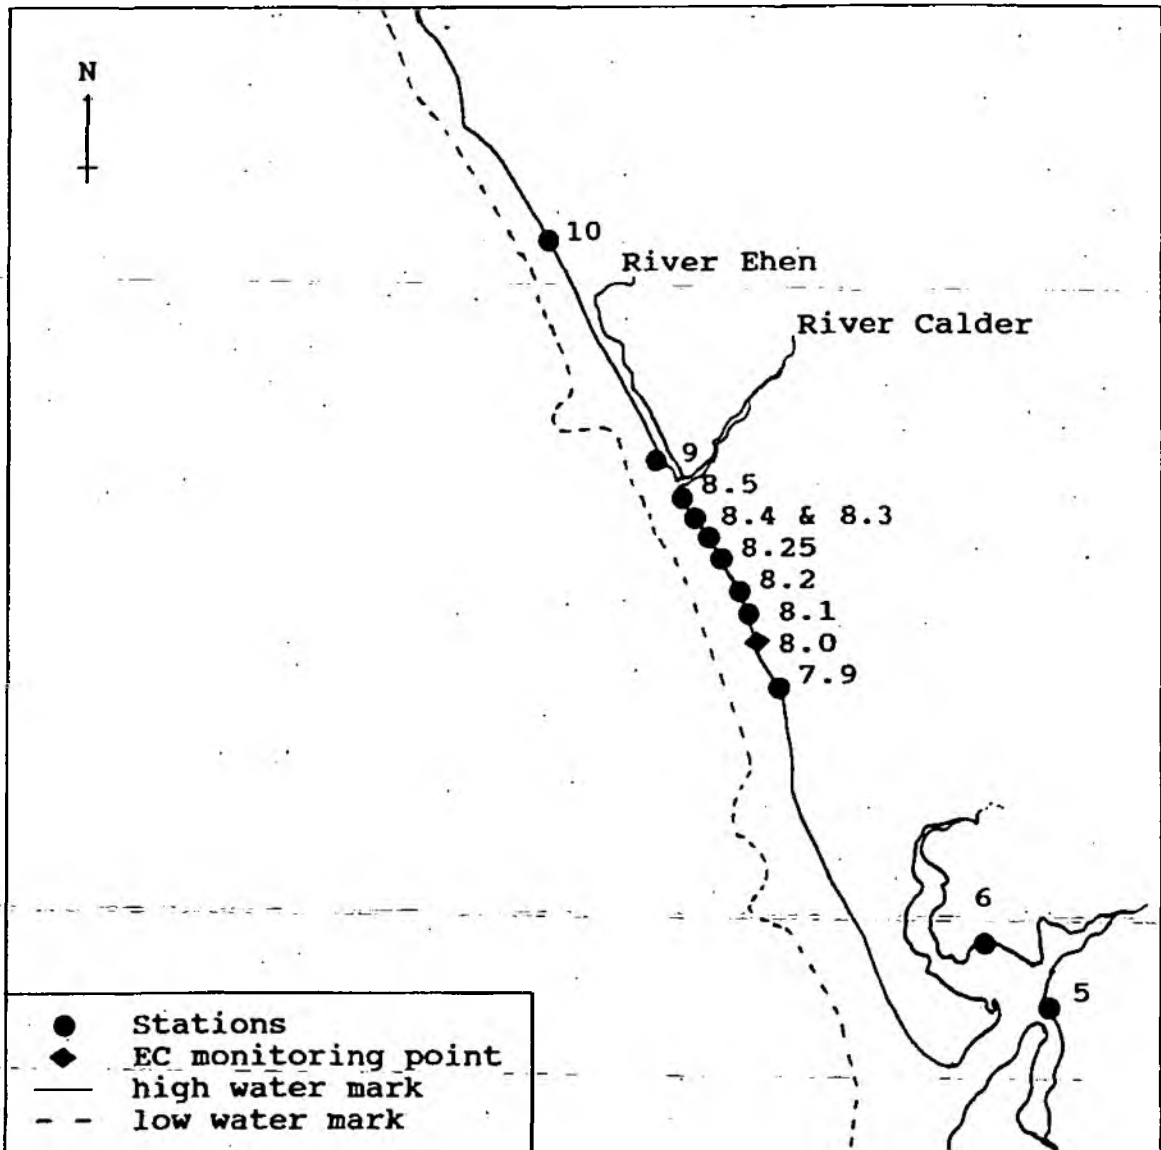 N
10
River Ehen
River Calder
9
8.5
8.4 & 8.3
8.25
8.2
8.1
8.0
7.9
6
5
Stations
EC monitoring point
high water mark
low water mark